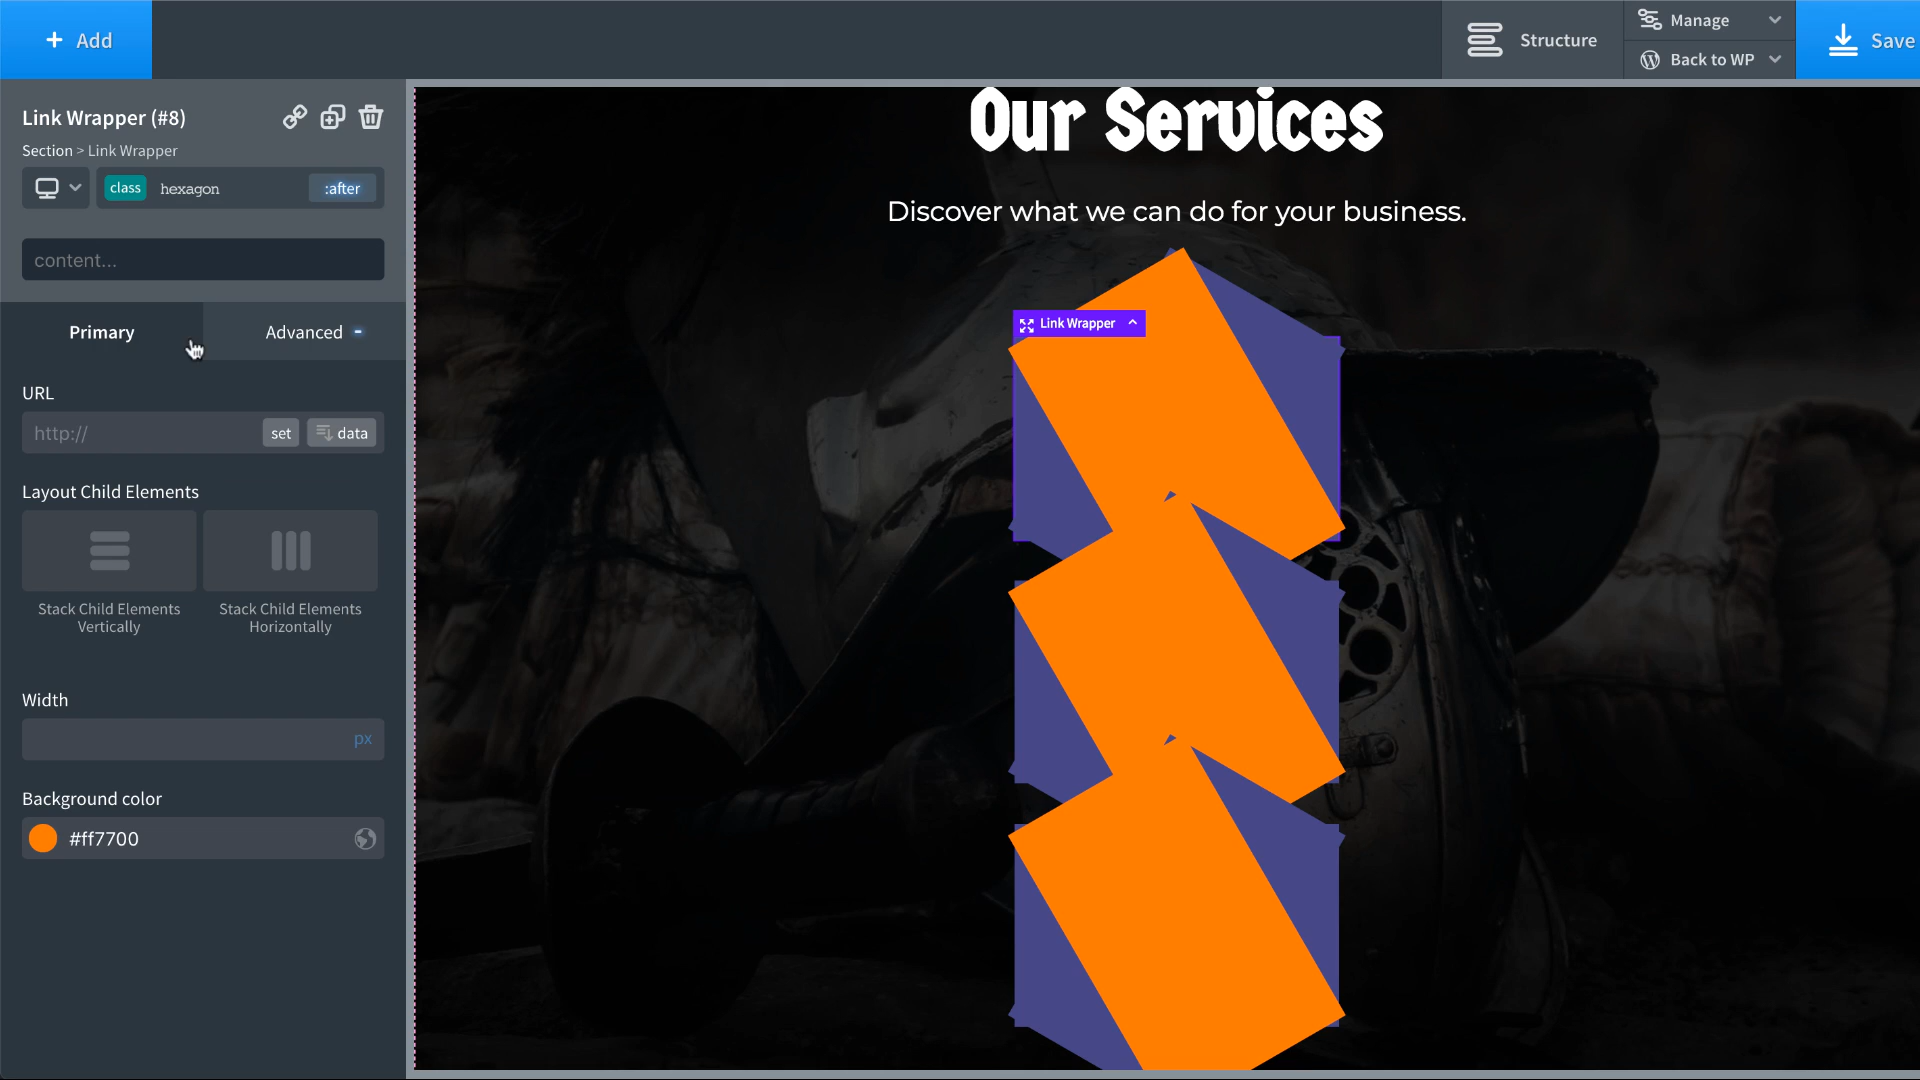 + Add
Structure
Manage
Back to WP
Save
Link Wrapper (#8)
Section > Link Wrapper
class hexagon :after
content...
Primary
Advanced
URL
http:// set data
Layout Child Elements
Stack Child Elements
Vertically
Stack Child Elements
Horizontally
Width
px
Background color
#ff7700
Our Services
Discover what we can do for your business.
Link Wrapper